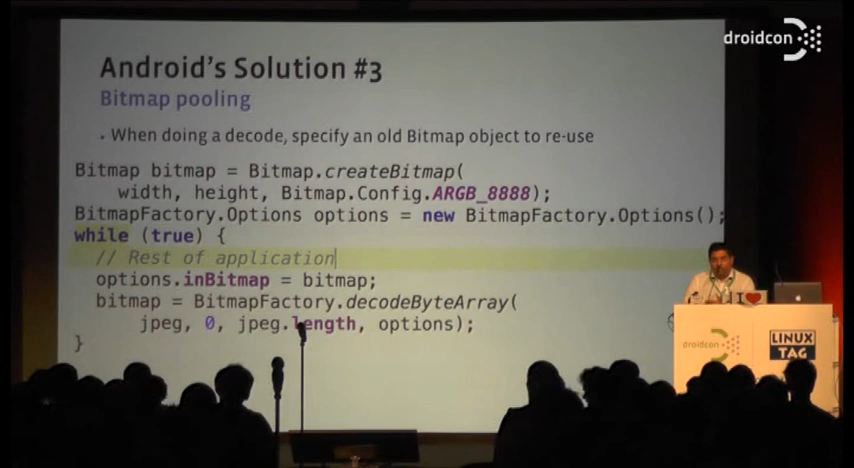 droidcon
Android's Solution #3
Bitmap pooling
• When doing a decode, specify an old Bitmap object to re-use
Bitmap bitmap = Bitmap.createBitmap(
width, height, Bitmap.Config.ARGB_8888);
BitmapFactory.Options options = new BitmapFactory.Options();
while (true) {
// Rest of application
options.inBitmap = bitmap;
bitmap = BitmapFactory.decodeByteArray(
jpeg, 0, jpeg.length, options);
}
I
droidcon
LINUX
TAG